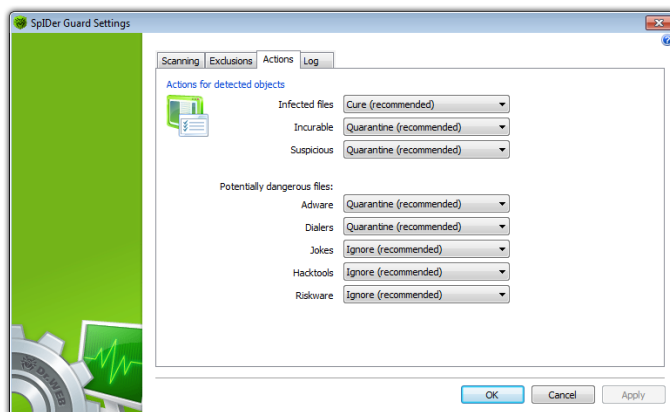 SpIDer Guard Settings
Scanning Exclusions Actions Log
Actions for detected objects
Infected files Cure (recommended)
Incurable Quarantine (recommended)
Suspicious Quarantine (recommended)
Potentially dangerous files:
Adware Quarantine (recommended)
Dialers Quarantine (recommended)
Jokes Ignore (recommended)
Hacktools Ignore (recommended)
Riskware Ignore (recommended)
Dr.WEB
OK Cancel Apply